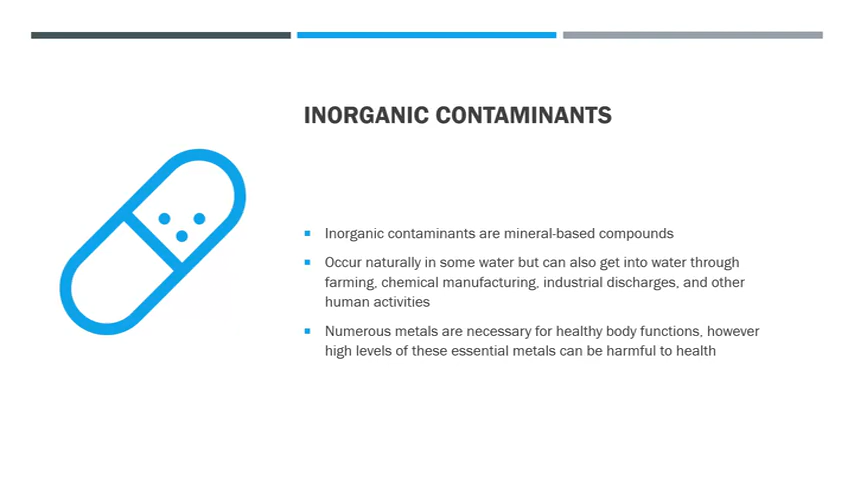 INORGANIC CONTAMINANTS
Inorganic contaminants are mineral-based compounds
Occur naturally in some water but can also get into water through
farming, chemical manufacturing, industrial discharges, and other
human activities
Numerous metals are necessary for healthy body functions, however
high levels of these essential metals can be harmful to health